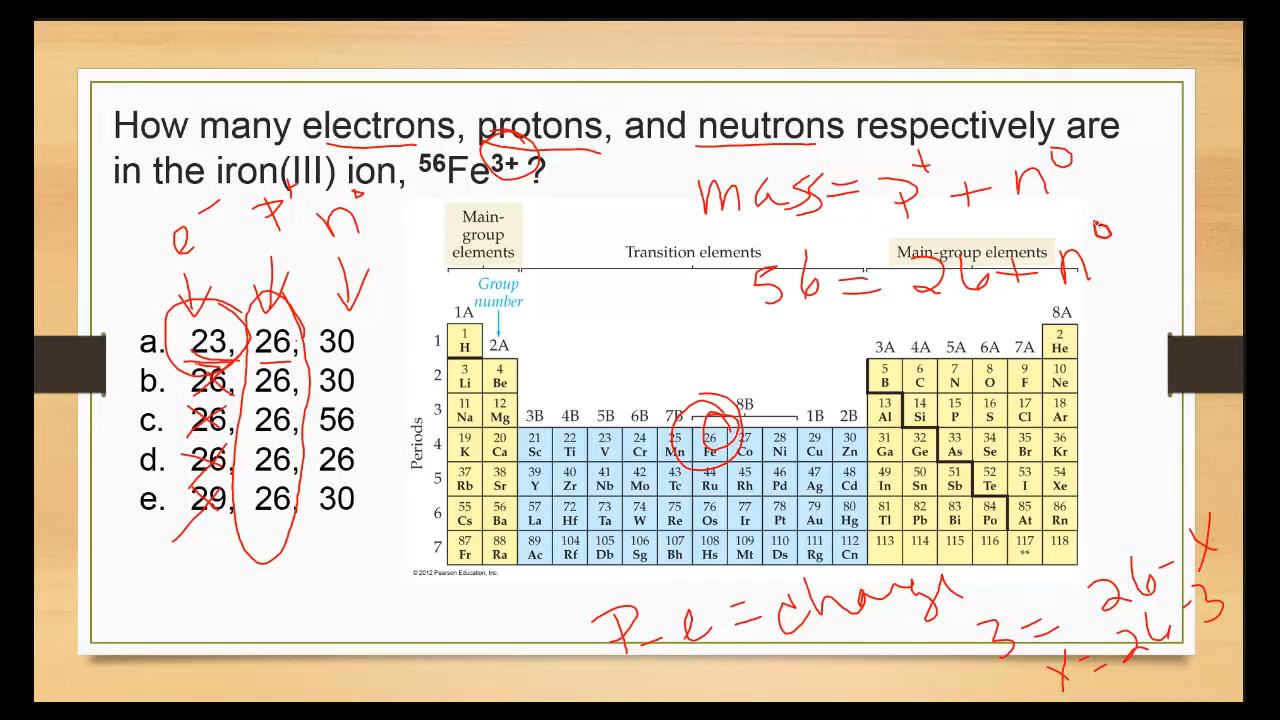 How many electrons, protons, and neutrons respectively are
in the iron(III) ion, ⁵⁶Fe³⁺ ?
mass = p⁺ + n⁰
56 = 26 + n⁰
e⁻ p⁺ n⁰
a. 23, 26, 30
b. 26, 26, 30
c. 26, 26, 56
d. 26, 26, 26
e. 29, 26, 30
Main-
group
elements
Transition elements
Main-group elements
Group
number
1A 8A
2A 3A 4A 5A 6A 7A
3B 4B 5B 6B 7B 8B 1B 2B
Periods
1 1 2
H He
2 3 4 5 6 7 8 9 10
Li Be B C N O F Ne
3 11 12 13 14 15 16 17 18
Na Mg Al Si P S Cl Ar
4 19 20 21 22 23 24 25 26 27 28 29 30 31 32 33 34 35 36
K Ca Sc Ti V Cr Mn Fe Co Ni Cu Zn Ga Ge As Se Br Kr
5 37 38 39 40 41 42 43 44 45 46 47 48 49 50 51 52 53 54
Rb Sr Y Zr Nb Mo Tc Ru Rh Pd Ag Cd In Sn Sb Te I Xe
6 55 56 57 72 73 74 75 76 77 78 79 80 81 82 83 84 85 86
Cs Ba La Hf Ta W Re Os Ir Pt Au Hg Tl Pb Bi Po At Rn
7 87 88 89 104 105 106 107 108 109 110 111 112 113 114 115 116 117 118
Fr Ra Ac Rf Db Sg Bh Hs Mt Ds Rg Cn **
© 2012 Pearson Education, Inc.
P - e = charge
3 = 26 - x
x = 26 - 3